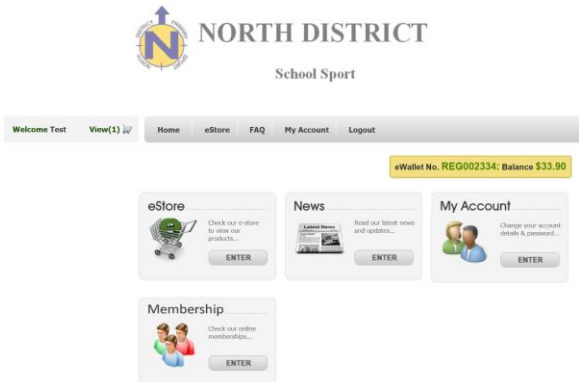 NORTH DISTRICT
School Sport
Welcome Test View(1) Home eStore FAQ My Account Logout
eWallet No. REG002334: Balance $33.90
eStore
Check our e-store
to view our
products...
ENTER
News
Latest News
Read our latest news
and updates...
ENTER
My Account
Change your account
details & password...
ENTER
Membership
Check our online
memberships...
ENTER